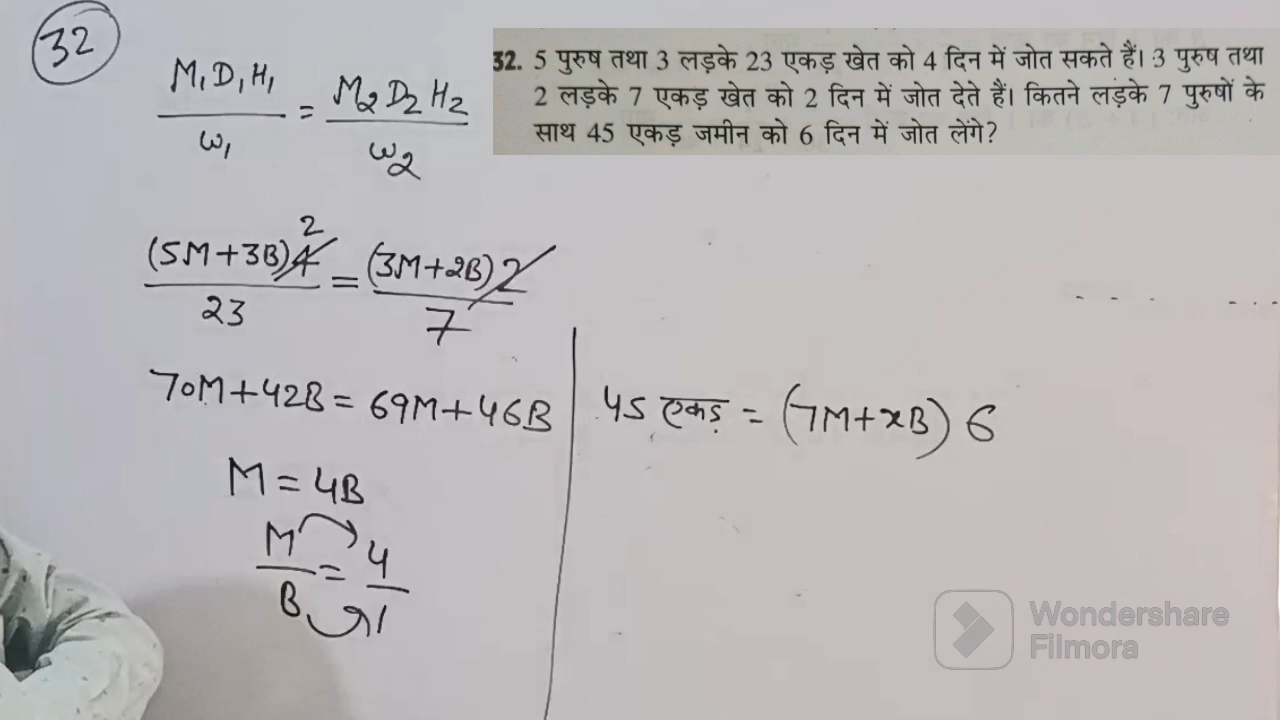 32
M₁D₁H₁/ω₁ = M₂D₂H₂/ω₂
32. 5 पुरुष तथा 3 लड़के 23 एकड़ खेत को 4 दिन में जोत सकते हैं। 3 पुरुष तथा
2 लड़के 7 एकड़ खेत को 2 दिन में जोत देते हैं। कितने लड़के 7 पुरुषों के
साथ 45 एकड़ जमीन को 6 दिन में जोत लेंगे?
2
(5M+3B)4/23 = (3M+2B)2/7
70M+42B = 69M+46B
M = 4B
M/B = 4/1
45 एकड़ = (7M+xB) 6
Wondershare
Filmora